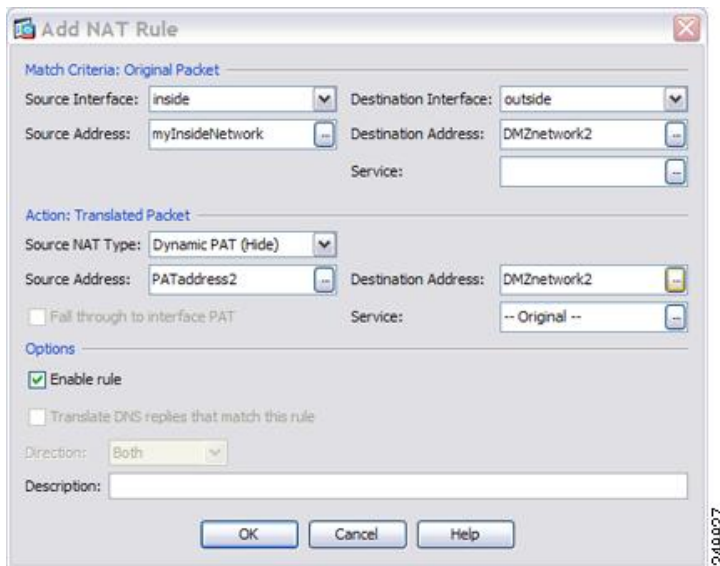 Add NAT Rule
Match Criteria: Original Packet
Source Interface: inside Destination Interface: outside
Source Address: myInsideNetwork ... Destination Address: DMZnetwork2 ...
Service: ...
Action: Translated Packet
Source NAT Type: Dynamic PAT (Hide)
Source Address: PATaddress2 ... Destination Address: DMZnetwork2 ...
Fall through to interface PAT Service: -- Original -- ...
Options
Enable rule
Translate DNS replies that match this rule
Direction: Both
Description:
OK Cancel Help
249927